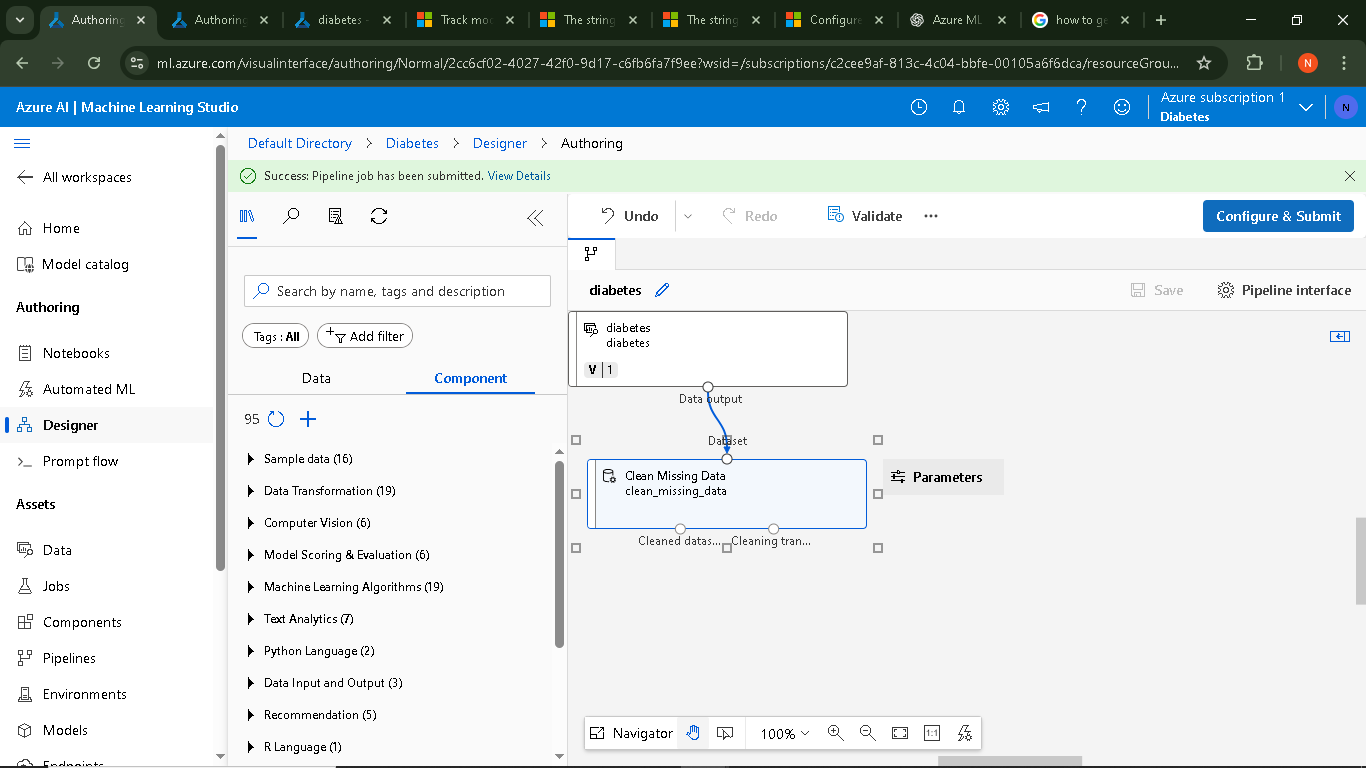 Authoring
Authoring
diabetes -
Track mo
The string
The string
Configure
Azure ML
how to ge
ml.azure.com/visualinterface/authoring/Normal/2cc6cf02-4027-42f0-9d17-c6fb6fa7f9ee?wsid=/subscriptions/c2cee9af-813c-4c04-bbfe-00105a6f6dca/resourceGrou...
N
Azure AI | Machine Learning Studio
Azure subscription 1
Diabetes
N
All workspaces
Home
Model catalog
Authoring
Notebooks
Automated ML
Designer
Prompt flow
Assets
Data
Jobs
Components
Pipelines
Environments
Models
Endpoints
Default Directory > Diabetes > Designer > Authoring
Success: Pipeline job has been submitted. View Details
Search by name, tags and description
Tags : All
Add filter
Data
Component
95
Sample data (16)
Data Transformation (19)
Computer Vision (6)
Model Scoring & Evaluation (6)
Machine Learning Algorithms (19)
Text Analytics (7)
Python Language (2)
Data Input and Output (3)
Recommendation (5)
R Language (1)
Undo
Redo
Validate
Configure & Submit
diabetes
Save
Pipeline interface
diabetes
diabetes
V | 1
Data output
Dataset
Clean Missing Data
clean_missing_data
Parameters
Cleaned datas...
Cleaning tran...
Navigator
100%
1:1